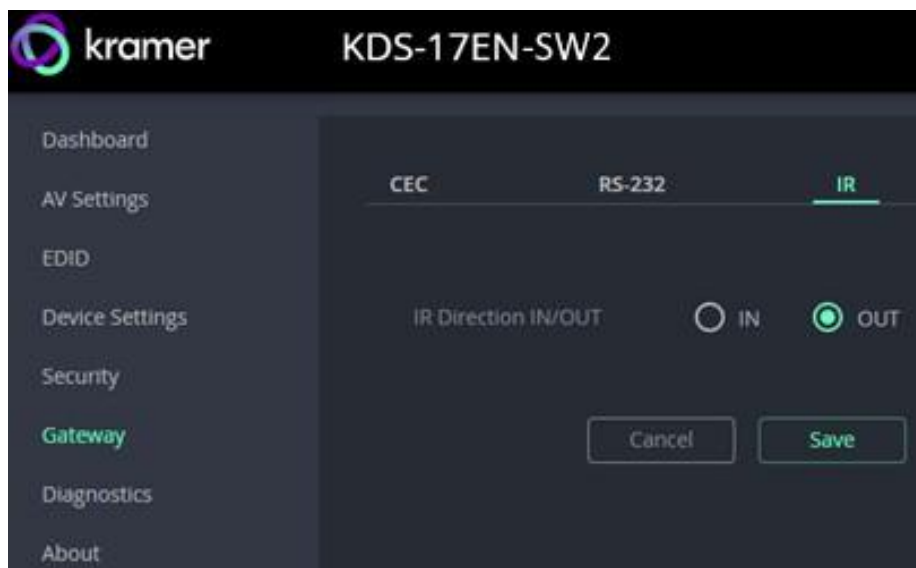 kramer KDS-17EN-SW2
Dashboard
AV Settings
EDID
Device Settings
Security
Gateway
Diagnostics
About
CEC RS-232 IR
IR Direction IN/OUT IN OUT
Cancel Save